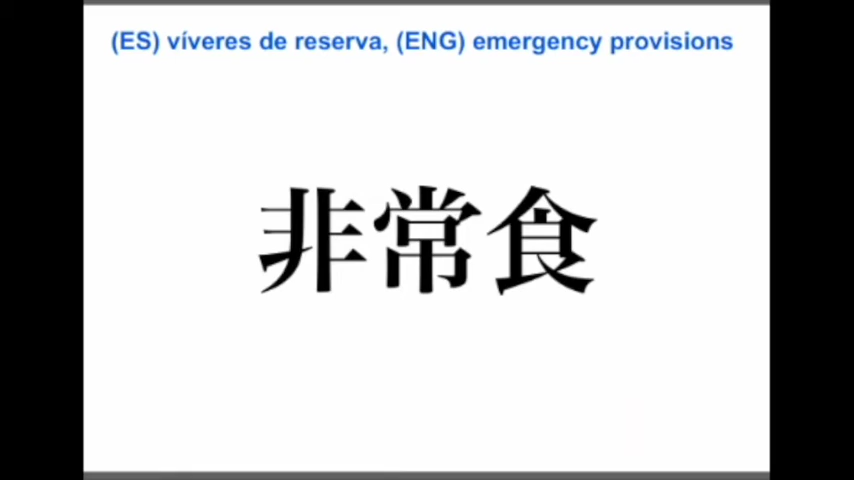 (ES) víveres de reserva, (ENG) emergency provisions
非常食